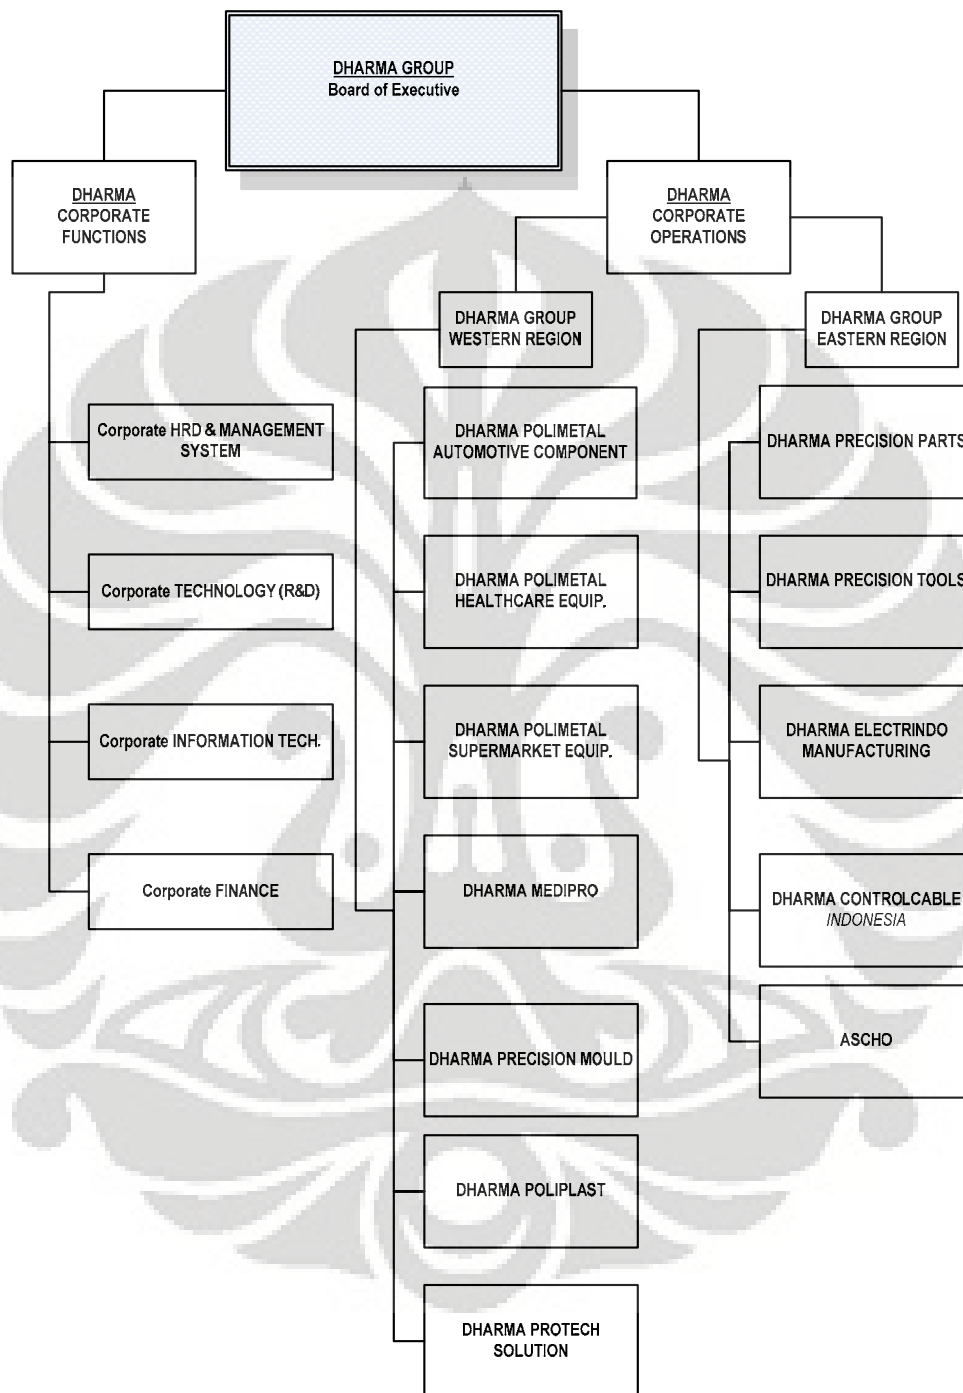 DHARMA GROUP
Board of Executive
DHARMA
CORPORATE
FUNCTIONS
DHARMA
CORPORATE
OPERATIONS
DHARMA GROUP
WESTERN REGION
DHARMA GROUP
EASTERN REGION
Corporate HRD & MANAGEMENT
SYSTEM
Corporate TECHNOLOGY (R&D)
Corporate INFORMATION TECH.
Corporate FINANCE
DHARMA POLIMETAL
AUTOMOTIVE COMPONENT
DHARMA POLIMETAL
HEALTHCARE EQUIP.
DHARMA POLIMETAL
SUPERMARKET EQUIP.
DHARMA MEDIPRO
DHARMA PRECISION MOULD
DHARMA POLIPLAST
DHARMA PROTECH
SOLUTION
DHARMA PRECISION PARTS
DHARMA PRECISION TOOLS
DHARMA ELECTRINDO
MANUFACTURING
DHARMA CONTROLCABLE
INDONESIA
ASCHO